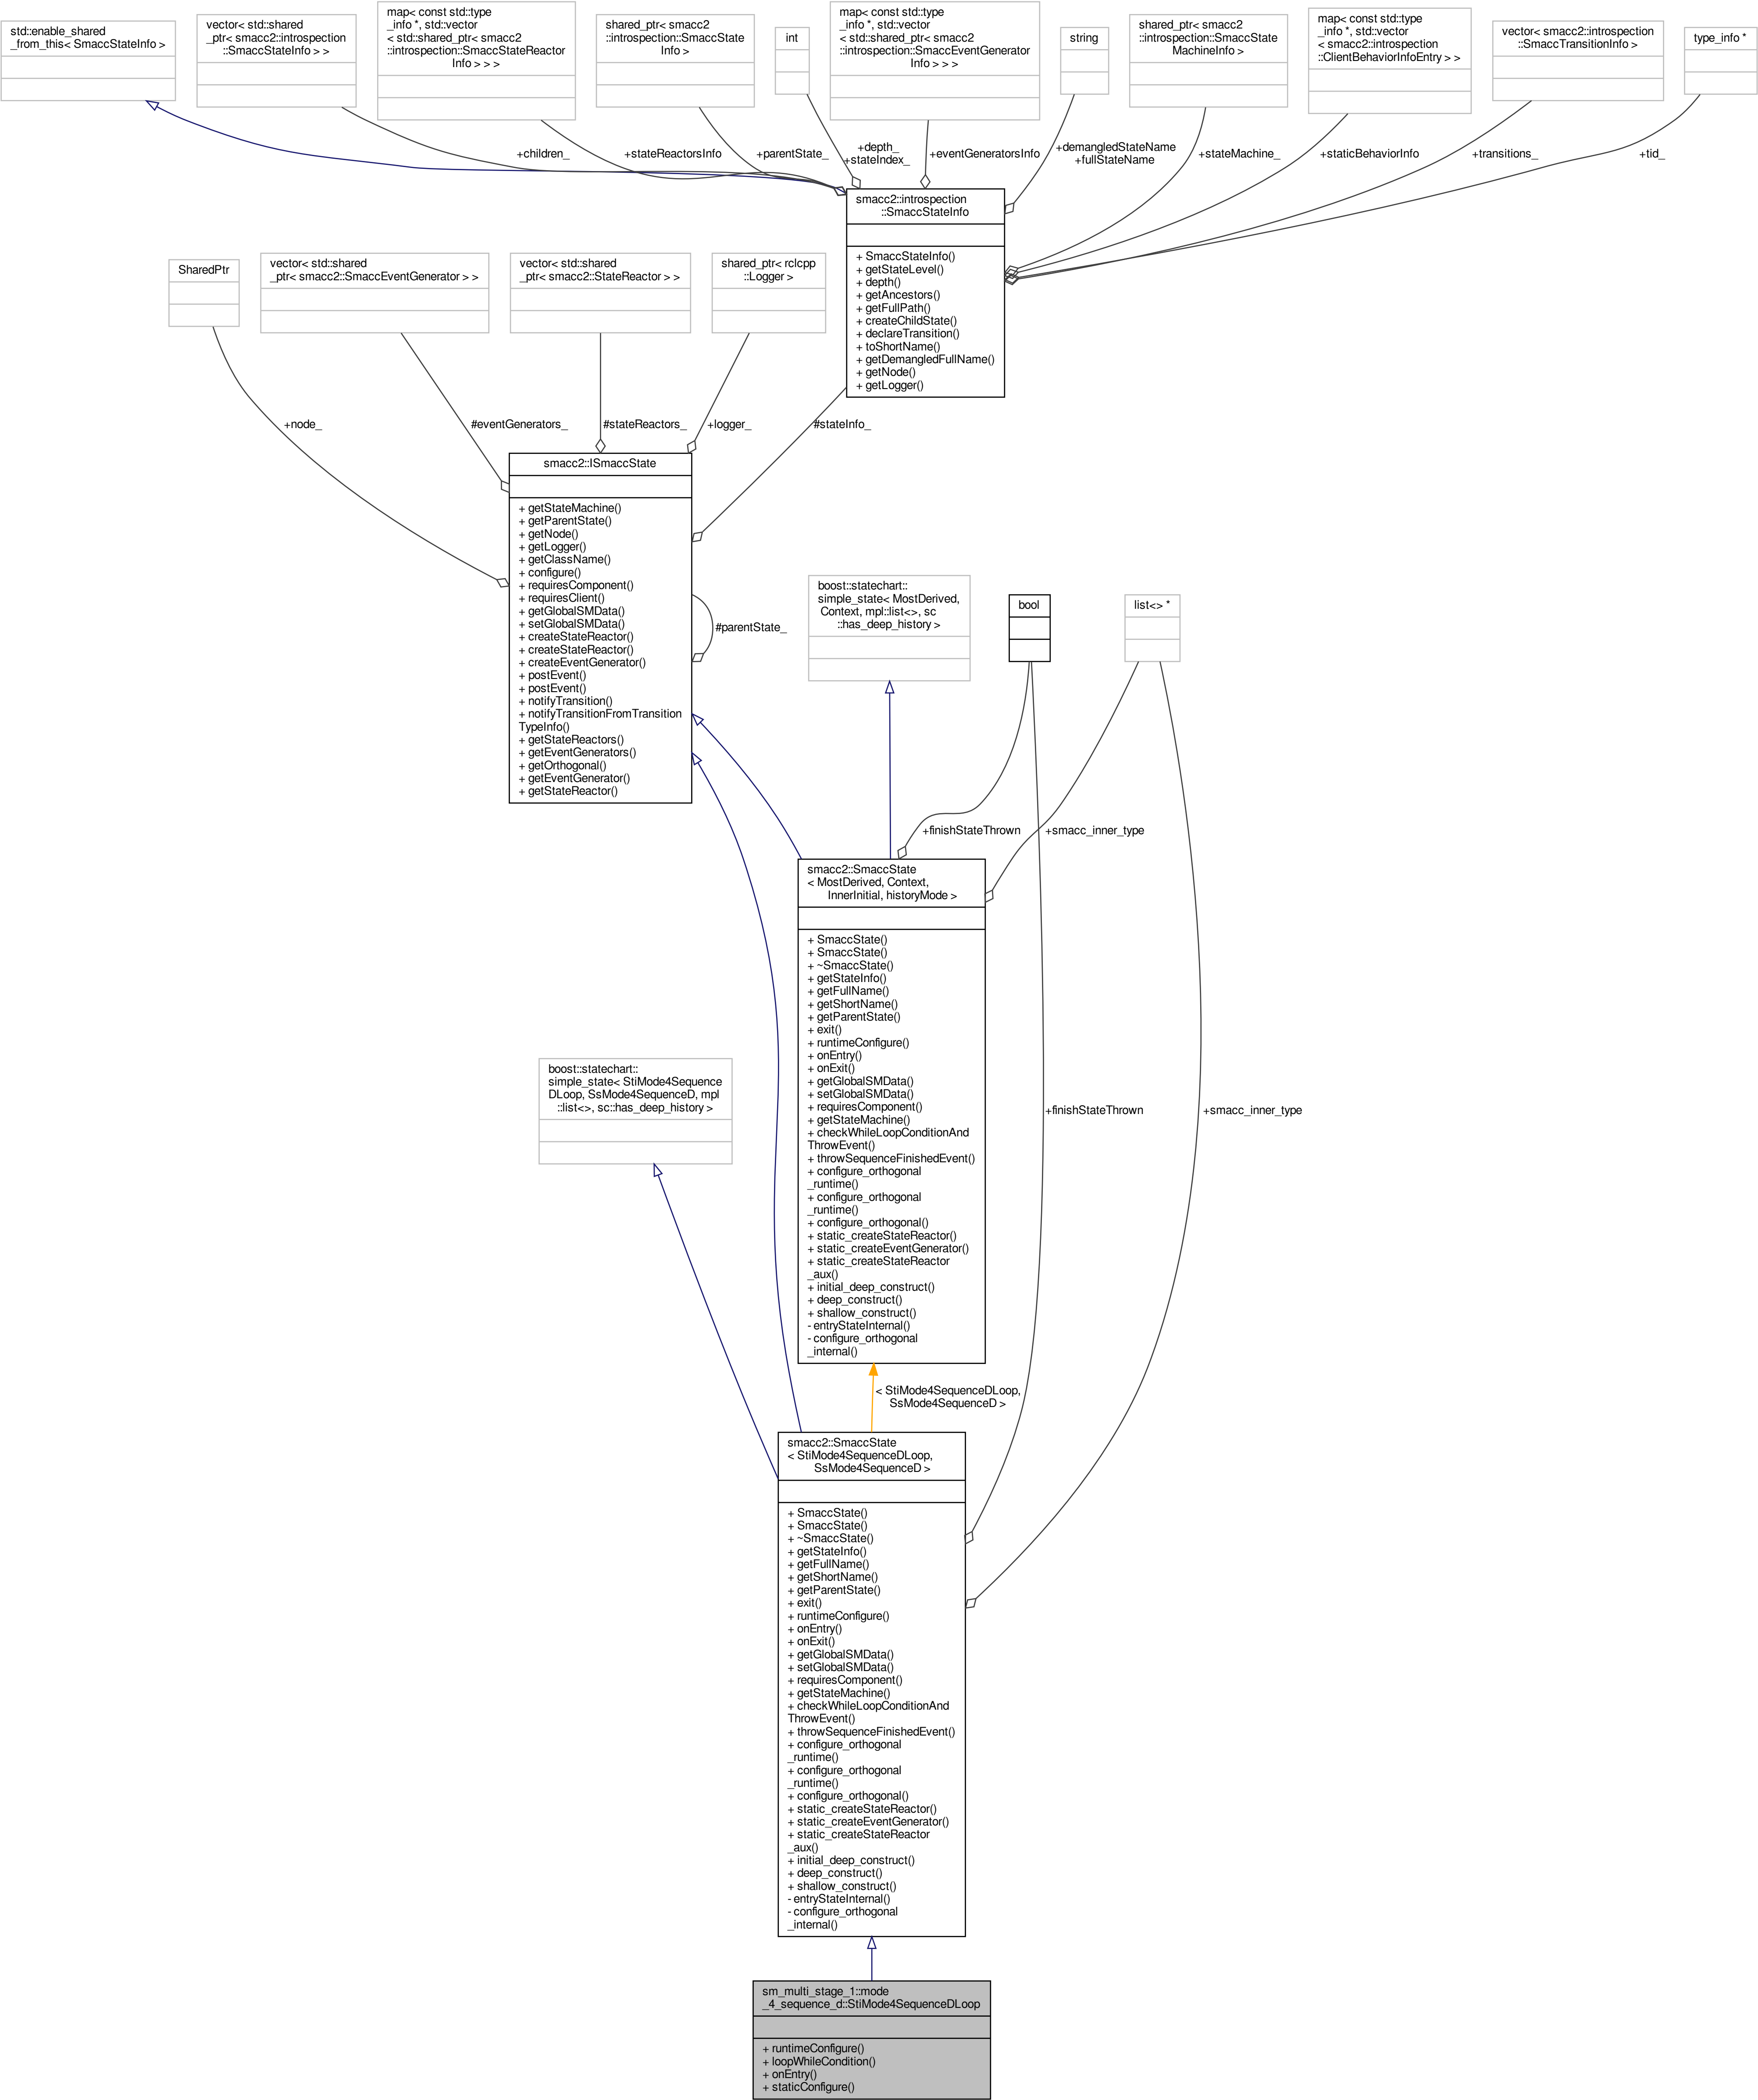 std::enable_shared
_from_this< SmaccStateInfo >
vector< std::shared
_ptr< smacc2::introspection
::SmaccStateInfo > >
map< const std::type
_info *, std::vector
< std::shared_ptr< smacc2
::introspection::SmaccStateReactor
Info > > >
shared_ptr< smacc2
::introspection::SmaccState
Info >
int
map< const std::type
_info *, std::vector
< std::shared_ptr< smacc2
::introspection::SmaccEventGenerator
Info > > >
string
shared_ptr< smacc2
::introspection::SmaccState
MachineInfo >
map< const std::type
_info *, std::vector
< smacc2::introspection
::ClientBehaviorInfoEntry > >
vector< smacc2::introspection
::SmaccTransitionInfo >
type_info *
+children_
+stateReactorsInfo
+parentState_
+depth_
+stateIndex_
+eventGeneratorsInfo
+demangledStateName
+fullStateName
+stateMachine_
+staticBehaviorInfo
+transitions_
+tid_
smacc2::introspection
::SmaccStateInfo
+ SmaccStateInfo()
+ getStateLevel()
+ depth()
+ getAncestors()
+ getFullPath()
+ createChildState()
+ declareTransition()
+ toShortName()
+ getDemangledFullName()
+ getNode()
+ getLogger()
SharedPtr
vector< std::shared
_ptr< smacc2::SmaccEventGenerator > >
vector< std::shared
_ptr< smacc2::StateReactor > >
shared_ptr< rclcpp
::Logger >
+node_
#eventGenerators_
#stateReactors_
+logger_
#stateInfo_
smacc2::ISmaccState
+ getStateMachine()
+ getParentState()
+ getNode()
+ getLogger()
+ getClassName()
+ configure()
+ requiresComponent()
+ requiresClient()
+ getGlobalSMData()
+ setGlobalSMData()
+ createStateReactor()
+ createStateReactor()
+ createEventGenerator()
+ postEvent()
+ postEvent()
+ notifyTransition()
+ notifyTransitionFromTransition
TypeInfo()
+ getStateReactors()
+ getEventGenerators()
+ getOrthogonal()
+ getEventGenerator()
+ getStateReactor()
#parentState_
boost::statechart::
simple_state< MostDerived,
Context, mpl::list<>, sc
::has_deep_history >
bool
list<> *
+finishStateThrown
+smacc_inner_type
smacc2::SmaccState
< MostDerived, Context,
InnerInitial, historyMode >
+ SmaccState()
+ SmaccState()
+ ~SmaccState()
+ getStateInfo()
+ getFullName()
+ getShortName()
+ getParentState()
+ exit()
+ runtimeConfigure()
+ onEntry()
+ onExit()
+ getGlobalSMData()
+ setGlobalSMData()
+ requiresComponent()
+ getStateMachine()
+ checkWhileLoopConditionAnd
ThrowEvent()
+ throwSequenceFinishedEvent()
+ configure_orthogonal
_runtime()
+ configure_orthogonal
_runtime()
+ configure_orthogonal()
+ static_createStateReactor()
+ static_createEventGenerator()
+ static_createStateReactor
_aux()
+ initial_deep_construct()
+ deep_construct()
+ shallow_construct()
- entryStateInternal()
- configure_orthogonal
_internal()
boost::statechart::
simple_state< StiMode4Sequence
DLoop, SsMode4SequenceD, mpl
::list<>, sc::has_deep_history >
+finishStateThrown
+smacc_inner_type
< StiMode4SequenceDLoop,
SsMode4SequenceD >
smacc2::SmaccState
< StiMode4SequenceDLoop,
SsMode4SequenceD >
+ SmaccState()
+ SmaccState()
+ ~SmaccState()
+ getStateInfo()
+ getFullName()
+ getShortName()
+ getParentState()
+ exit()
+ runtimeConfigure()
+ onEntry()
+ onExit()
+ getGlobalSMData()
+ setGlobalSMData()
+ requiresComponent()
+ getStateMachine()
+ checkWhileLoopConditionAnd
ThrowEvent()
+ throwSequenceFinishedEvent()
+ configure_orthogonal
_runtime()
+ configure_orthogonal
_runtime()
+ configure_orthogonal()
+ static_createStateReactor()
+ static_createEventGenerator()
+ static_createStateReactor
_aux()
+ initial_deep_construct()
+ deep_construct()
+ shallow_construct()
- entryStateInternal()
- configure_orthogonal
_internal()
sm_multi_stage_1::mode
_4_sequence_d::StiMode4SequenceDLoop
+ runtimeConfigure()
+ loopWhileCondition()
+ onEntry()
+ staticConfigure()